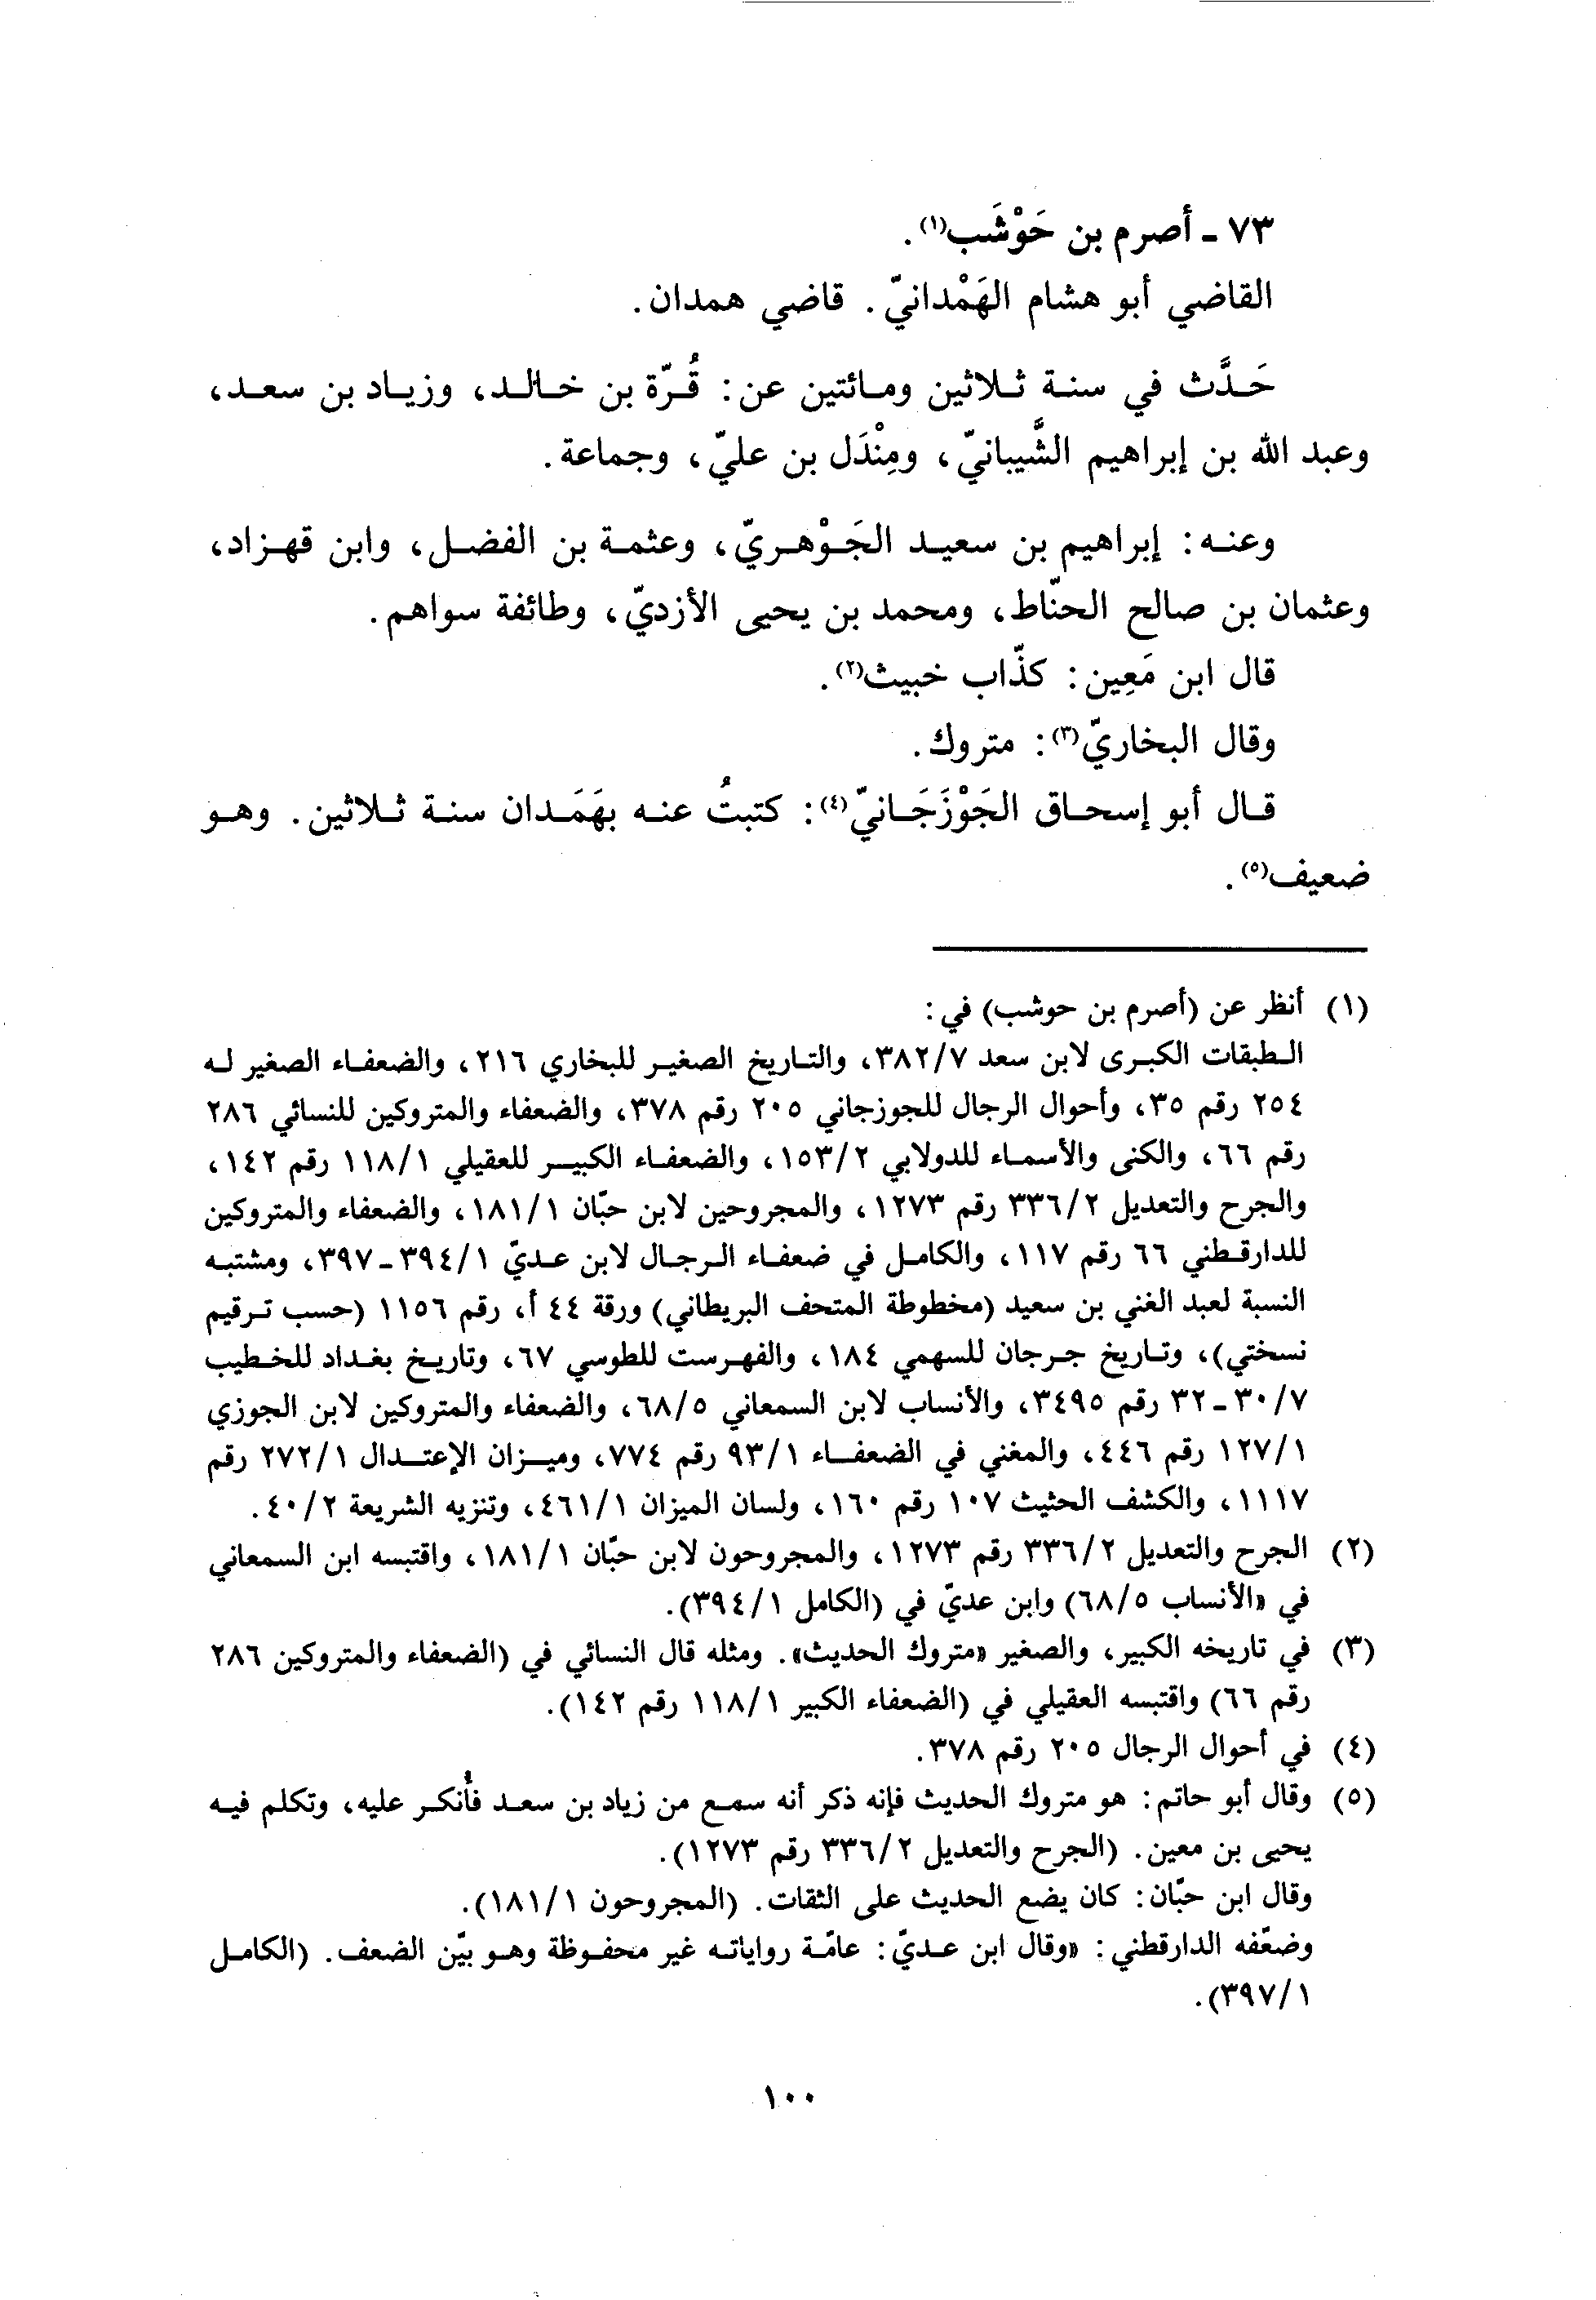 ٧٣ - أصرم بن حَوْشَب(١).
القاضي أبو هشام الهَمْدانيّ. قاضي همدان.
حَدَّث في سنة ثلاثين ومائتين عن: قُرّة بن خالد، وزياد بن سعد،
وعبد الله بن إبراهيم الشَّيبانيّ، ومِنْدَل بن عليّ، وجماعة.
وعنه: إبراهيم بن سعيد الجَوْهريّ، وعثمة بن الفضل، وابن قهزاد،
وعثمان بن صالح الحنّاط، ومحمد بن يحيى الأزديّ، وطائفة سواهم.
قال ابن مَعِين: كذّاب خبيث(٢).
وقال البخاريّ(٣): متروك.
قال أبو إسحاق الجَوْزَجَانيّ(٤): كتبتُ عنه بهَمَدان سنة ثلاثين. وهو
ضعيف(٥).
(١) أنظر عن (أصرم بن حوشب) في:
الطبقات الكبرى لابن سعد ٣٨٢/٧، والتاريخ الصغير للبخاري ٢١٦، والضعفاء الصغير له
٢٥٤ رقم ٣٥، وأحوال الرجال للجوزجاني ٢٠٥ رقم ٣٧٨، والضعفاء والمتروكين للنسائي ٢٨٦
رقم ٦٦، والكنى والأسماء للدولابي ١٥٣/٢، والضعفاء الكبير للعقيلي ١١٨/١ رقم ١٤٢،
والجرح والتعديل ٣٣٦/٢ رقم ١٢٧٣، والمجروحين لابن حبّان ١٨١/١، والضعفاء والمتروكين
للدارقطني ٦٦ رقم ١١٧، والكامل في ضعفاء الرجال لابن عديّ ٣٩٤/١-٣٩٧، ومشتبه
النسبة لعبد الغني بن سعيد (مخطوطة المتحف البريطاني) ورقة ٤٤ أ، رقم ١١٥٦ (حسب ترقيم
نسختي)، وتاريخ جرجان للسهمي ١٨٤، والفهرست للطوسي ٦٧، وتاريخ بغداد للخطيب
٣٠/٧-٣٢ رقم ٣٤٩٥، والأنساب لابن السمعاني ٦٨/٥، والضعفاء والمتروكين لابن الجوزي
١٢٧/١ رقم ٤٤٦، والمغني في الضعفاء ٩٣/١ رقم ٧٧٤، وميزان الإعتدال ٢٧٢/١ رقم
١١١٧، والكشف الحثيث ١٠٧ رقم ١٦٠، ولسان الميزان ٤٦١/١، وتنزيه الشريعة ٤٠/٢.
(٢) الجرح والتعديل ٣٣٦/٢ رقم ١٢٧٣، والمجروحون لابن حبّان ١٨١/١، واقتبسه ابن السمعاني
في «الأنساب ٦٨/٥) وابن عديّ في (الكامل ٣٩٤/١).
(٣) في تاريخه الكبير، والصغير «متروك الحديث». ومثله قال النسائي في (الضعفاء والمتروكين ٢٨٦
رقم ٦٦) واقتبسه العقيلي في (الضعفاء الكبير ١١٨/١ رقم ١٤٢).
(٤) في أحوال الرجال ٢٠٥ رقم ٣٧٨.
(٥) وقال أبو حاتم: هو متروك الحديث فإنه ذكر أنه سمع من زياد بن سعد فأُنكر عليه، وتكلم فيه
يحيى بن معين. (الجرح والتعديل ٣٣٦/٢ رقم ١٢٧٣).
وقال ابن حبّان: كان يضع الحديث على الثقات. (المجروحون ١٨١/١).
وضعّفه الدارقطني: «وقال ابن عديّ: عامّة رواياته غير محفوظة وهو بيّن الضعف. (الكامل
٣٩٧/١).
١٠٠